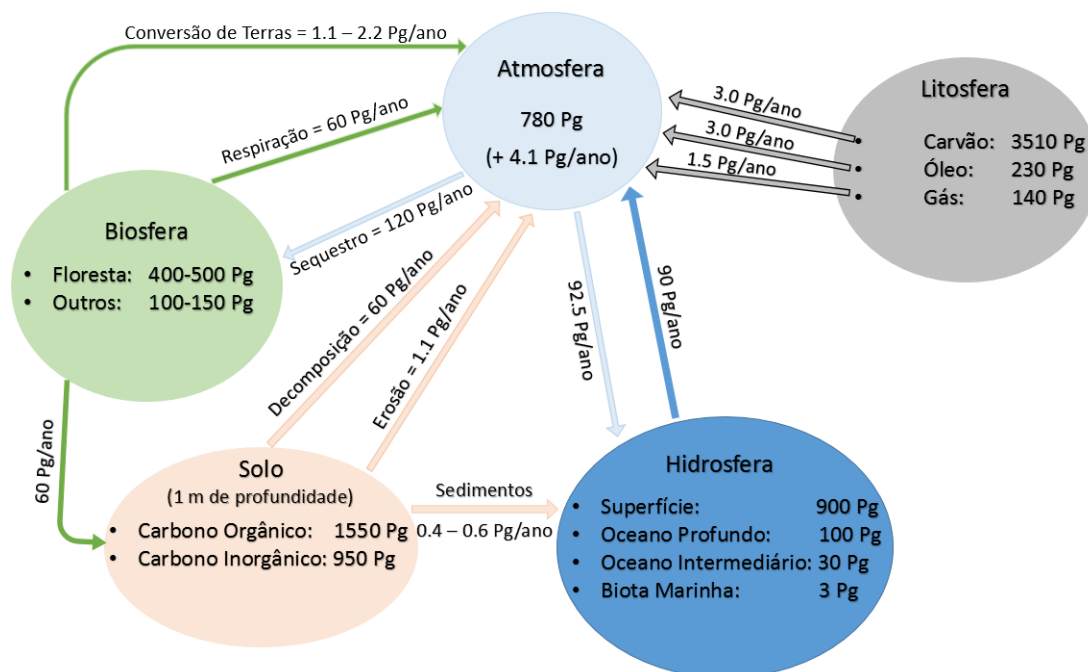 Conversão de Terras = 1.1 – 2.2 Pg/ano
Atmosfera
780 Pg
(+ 4.1 Pg/ano)
Litosfera
Carvão: 3510 Pg
Óleo: 230 Pg
Gás: 140 Pg
3.0 Pg/ano
3.0 Pg/ano
1.5 Pg/ano
Respiração = 60 Pg/ano
Sequestro = 120 Pg/ano
Biosfera
• Floresta: 400-500 Pg
• Outros: 100-150 Pg
Decomposição = 60 Pg/ano
Erosão = 1.1 Pg/ano
92.5 Pg/ano
90 Pg/ano
60 Pg/ano
Solo
(1 m de profundidade)
• Carbono Orgânico: 1550 Pg
• Carbono Inorgânico: 950 Pg
Sedimentos
0.4 – 0.6 Pg/ano
Hidrosfera
• Superfície: 900 Pg
• Oceano Profundo: 100 Pg
• Oceano Intermediário: 30 Pg
• Biota Marinha: 3 Pg